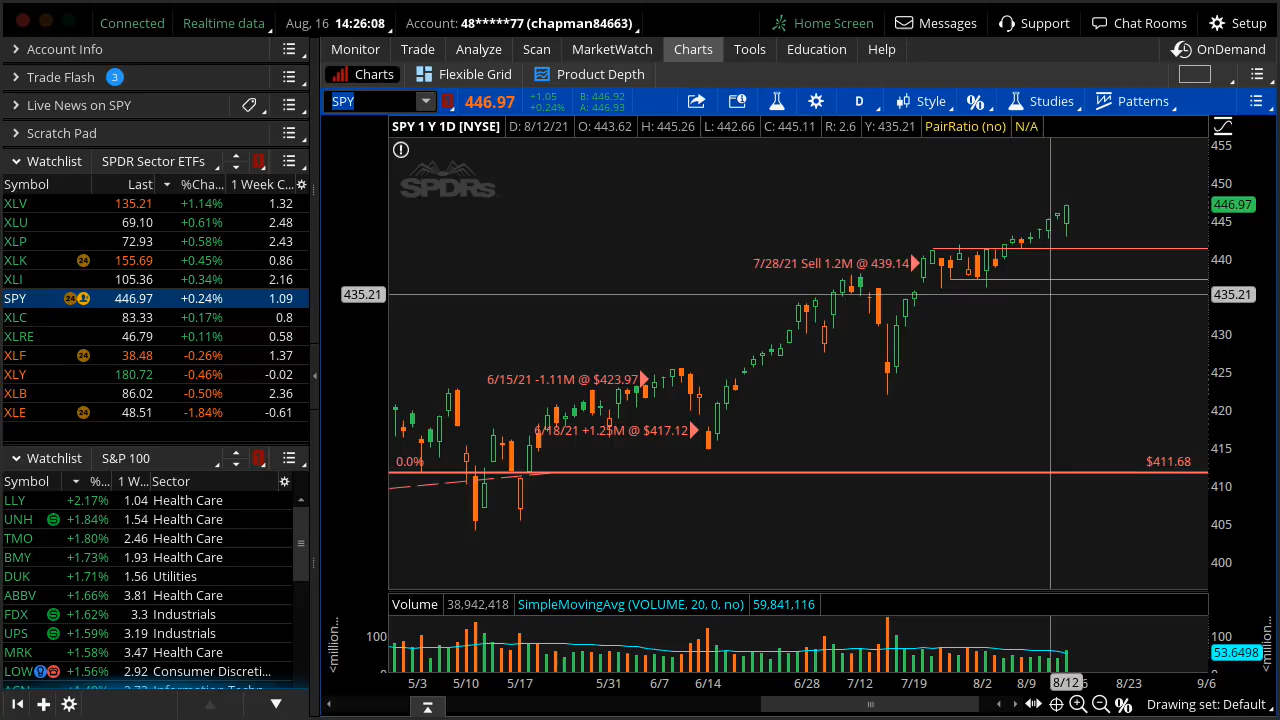 Connected Realtime data Aug, 16 14:26:08 Account: 48*****77 (chapman84663) Home Screen Messages Support Chat Rooms Setup
Account Info
Trade Flash 3
Live News on SPY
Scratch Pad
Monitor Trade Analyze Scan MarketWatch Charts Tools Education Help OnDemand
Charts Flexible Grid Product Depth
SPY 446.97 +1.05 +0.24% B: 446.92 A: 446.93 D Style % Studies Patterns
SPY 1 Y 1D [NYSE] D: 8/12/21 O: 443.62 H: 445.26 L: 442.66 C: 445.11 R: 2.6 Y: 435.21 PairRatio (no) N/A
Watchlist SPDR Sector ETFs
Symbol Last %Cha... 1 Week C...
XLV 135.21 +1.14% 1.32
XLU 69.10 +0.61% 2.48
XLP 72.93 +0.58% 2.43
XLK 24 155.69 +0.45% 0.86
XLI 105.36 +0.34% 2.16
SPY 24 446.97 +0.24% 1.09
XLC 83.33 +0.17% 0.8
XLRE 46.79 +0.11% 0.58
XLF 24 38.48 -0.26% 1.37
XLY 180.72 -0.46% -0.02
XLB 86.02 -0.50% 2.36
XLE 24 48.51 -1.84% -0.61
Watchlist S&P 100
Symbol %... 1 W... Sector
LLY +2.17% 1.04 Health Care
UNH +1.84% 1.54 Health Care
TMO +1.80% 2.46 Health Care
BMY +1.73% 1.93 Health Care
DUK +1.71% 1.56 Utilities
ABBV +1.66% 3.81 Health Care
FDX +1.62% 3.3 Industrials
UPS +1.59% 3.19 Industrials
MRK +1.58% 3.47 Health Care
LOW +1.56% 2.92 Consumer Discreti...
SPDRs
7/28/21 Sell 1.2M @ 439.14
435.21
6/15/21 -1.11M @ $423.97
6/18/21 +1.25M @ $417.12
0.0% $411.68
455
450
446.97
445
440
435.21
430
425
420
415
410
405
400
Volume 38,942,418 SimpleMovingAvg (VOLUME, 20, 0, no) 59,841,116
<million...
100
100
53.6498
<million...
5/3 5/10 5/17 5/31 6/7 6/14 6/28 7/12 7/19 8/2 8/9 8/12 8/23 9/6
% Drawing set: Default